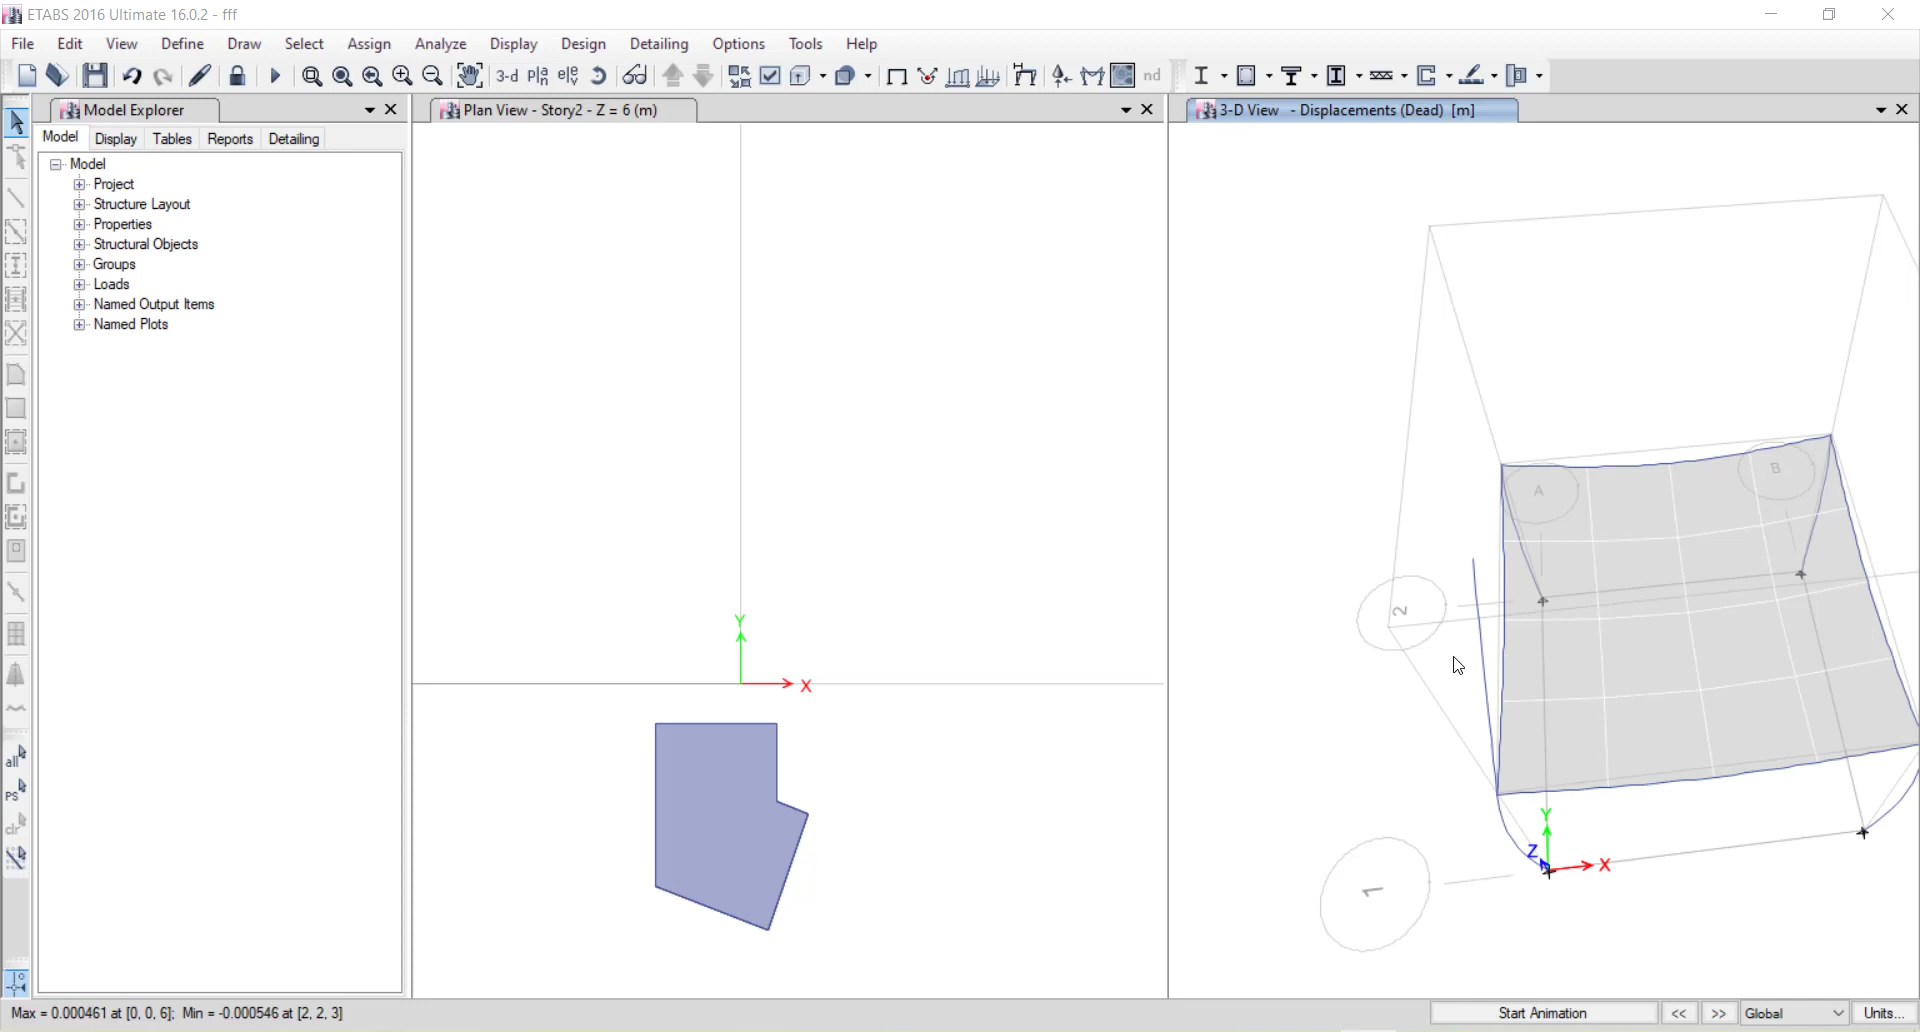 ETABS 2016 Ultimate 16.0.2 - fff
File Edit View Define Draw Select Assign Analyze Display Design Detailing Options Tools Help
3-d nd
Model Explorer
Plan View - Story2 - Z = 6 (m)
3-D View - Displacements (Dead) [m]
Model Display Tables Reports Detailing
Model
Project
Structure Layout
Properties
Structural Objects
Groups
Loads
Named Output Items
Named Plots
A
B
2
Y
X
all
PS
clr
Y
Z
X
1
Max = 0.000461 at [0, 0, 6]; Min = -0.000546 at [2, 2, 3]
Start Animation << >> Global Units...